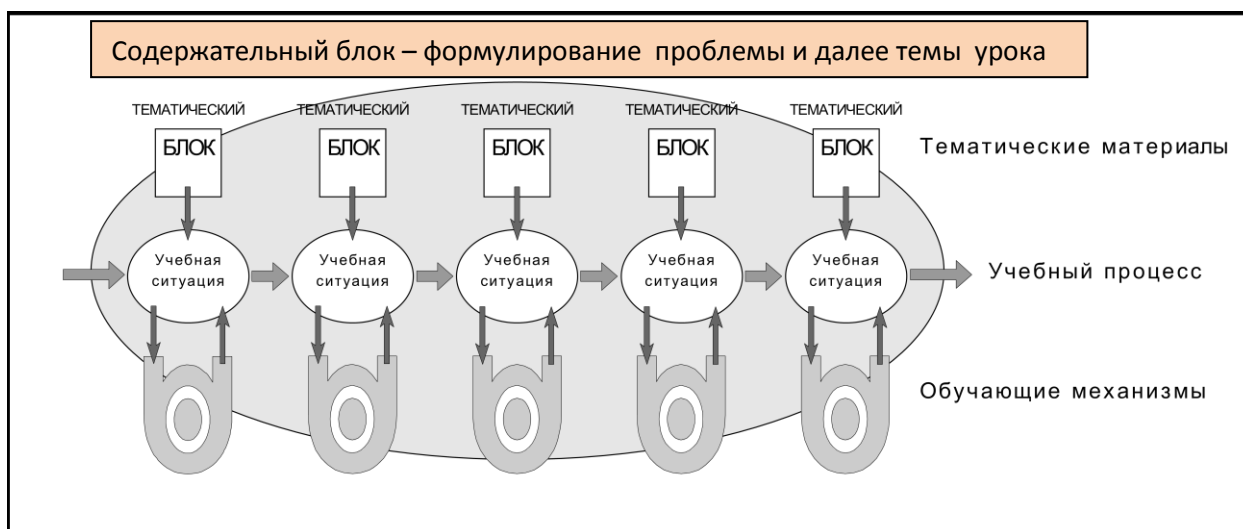 Содержательный блок – формулирование проблемы и далее темы урока
ТЕМАТИЧЕСКИЙ ТЕМАТИЧЕСКИЙ ТЕМАТИЧЕСКИЙ ТЕМАТИЧЕСКИЙ ТЕМАТИЧЕСКИЙ
БЛОК БЛОК БЛОК БЛОК БЛОК Тематические материалы
Учебная Учебная Учебная Учебная Учебная
ситуация ситуация ситуация ситуация ситуация Учебный процесс
Обучающие механизмы